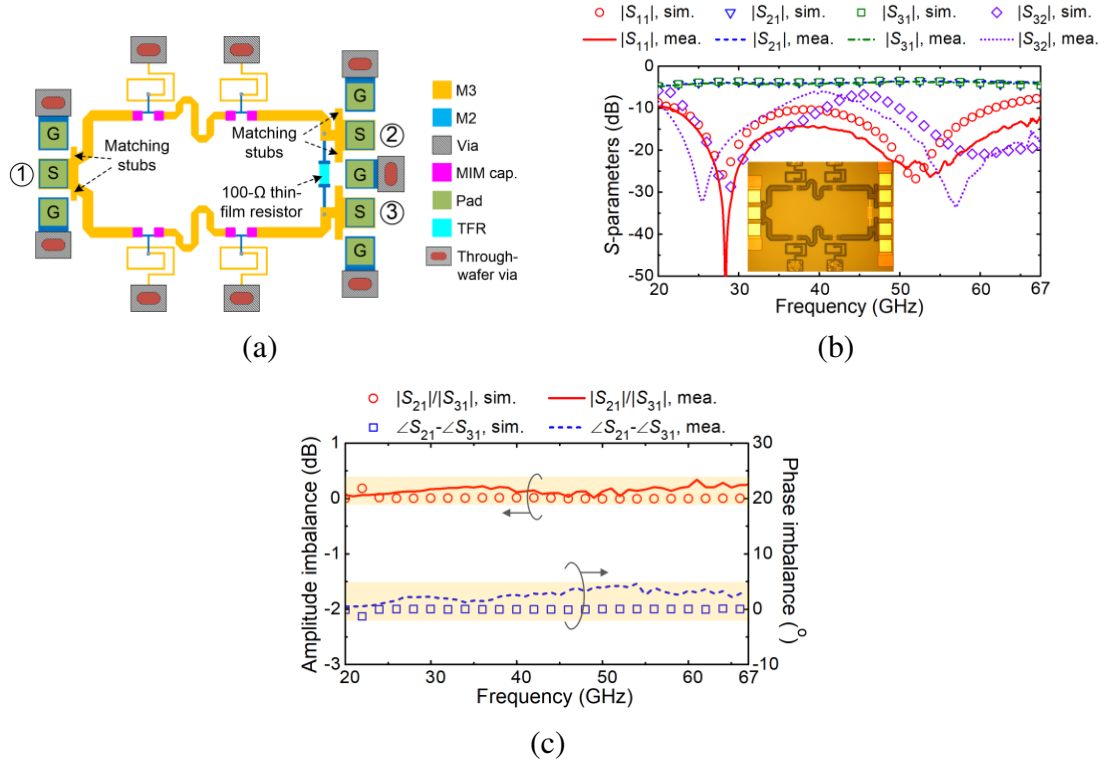 G
G
S
S
G
G
S
G
G
①
②
③
Matching
stubs
Matching
stubs
100-Ω thin-
film resistor
M3
M2
Via
MIM cap.
Pad
TFR
Through-
wafer via
(a)
|S11|, sim. |S21|, sim. |S31|, sim. |S32|, sim.
|S11|, mea. |S21|, mea. |S31|, mea. |S32|, mea.
S-parameters (dB)
0
-10
-20
-30
-40
-50
20 30 40 50 60 67
Frequency (GHz)
(b)
|S21|/|S31|, sim. |S21|/|S31|, mea.
∠S21-∠S31, sim. ∠S21-∠S31, mea.
Amplitude imbalance (dB)
1
0
-1
-2
-3
30
20
10
0
-10
Phase imbalance (°)
20 30 40 50 60 67
Frequency (GHz)
(c)